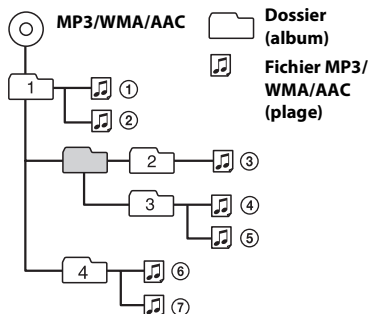 MP3/WMA/AAC
Dossier
(album)
Fichier MP3/
WMA/AAC
(plage)
1
①
②
2
③
3
④
⑤
4
⑥
⑦